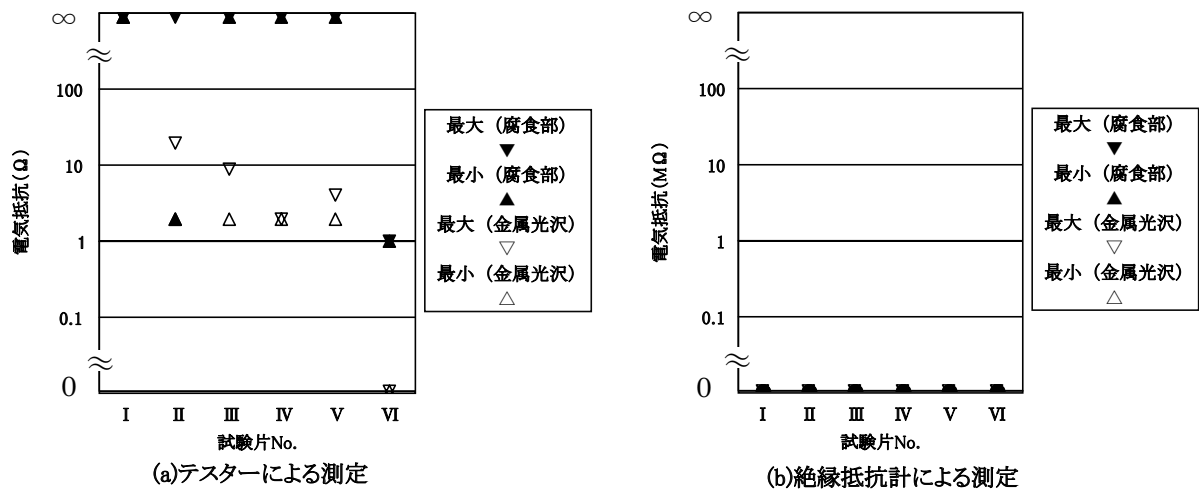 ∞
100
10
1
0.1
0
電気抵抗(Ω)
I II III IV V VI
試験片No.
(a)テスターによる測定
最大 (腐食部)
▼
最小 (腐食部)
▲
最大 (金属光沢)
▽
最小 (金属光沢)
△
∞
100
10
1
0.1
0
電気抵抗(MΩ)
I II III IV V VI
試験片No.
(b)絶縁抵抗計による測定
最大 (腐食部)
▼
最小 (腐食部)
▲
最大 (金属光沢)
▽
最小 (金属光沢)
△